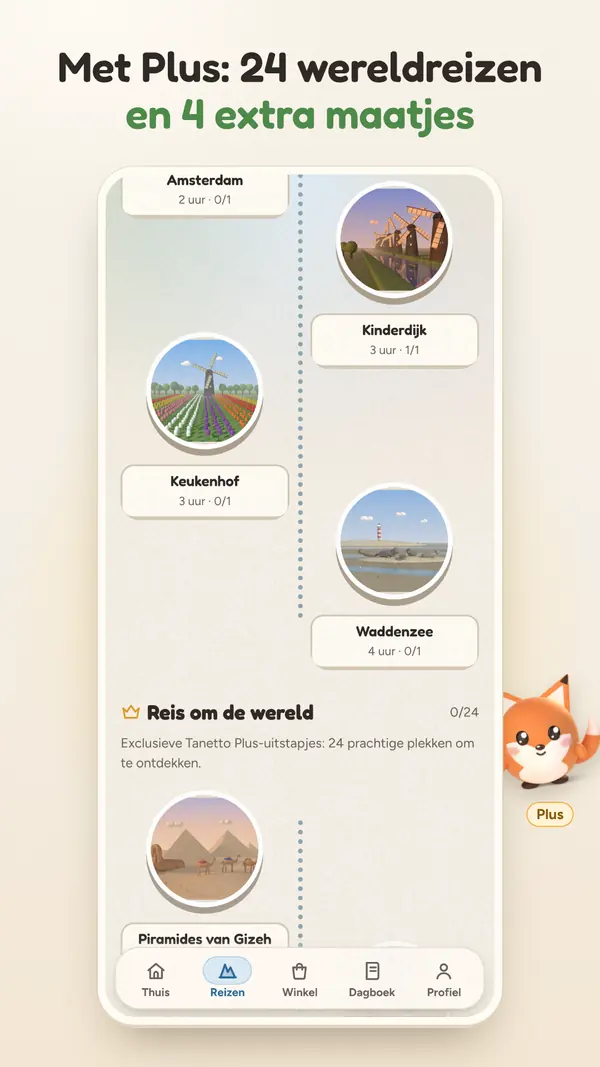 Met Plus: 24 wereldreizen
en 4 extra maatjes
Amsterdam
2 uur · 0/1
Kinderdijk
3 uur · 1/1
Keukenhof
3 uur · 0/1
Waddenzee
4 uur · 0/1
Reis om de wereld
0/24
Exclusieve Tanetto Plus-uitstapjes: 24 prachtige plekken om
te ontdekken.
Plus
Piramides van Gizeh
Thuis
Reizen
Winkel
Dagboek
Profiel